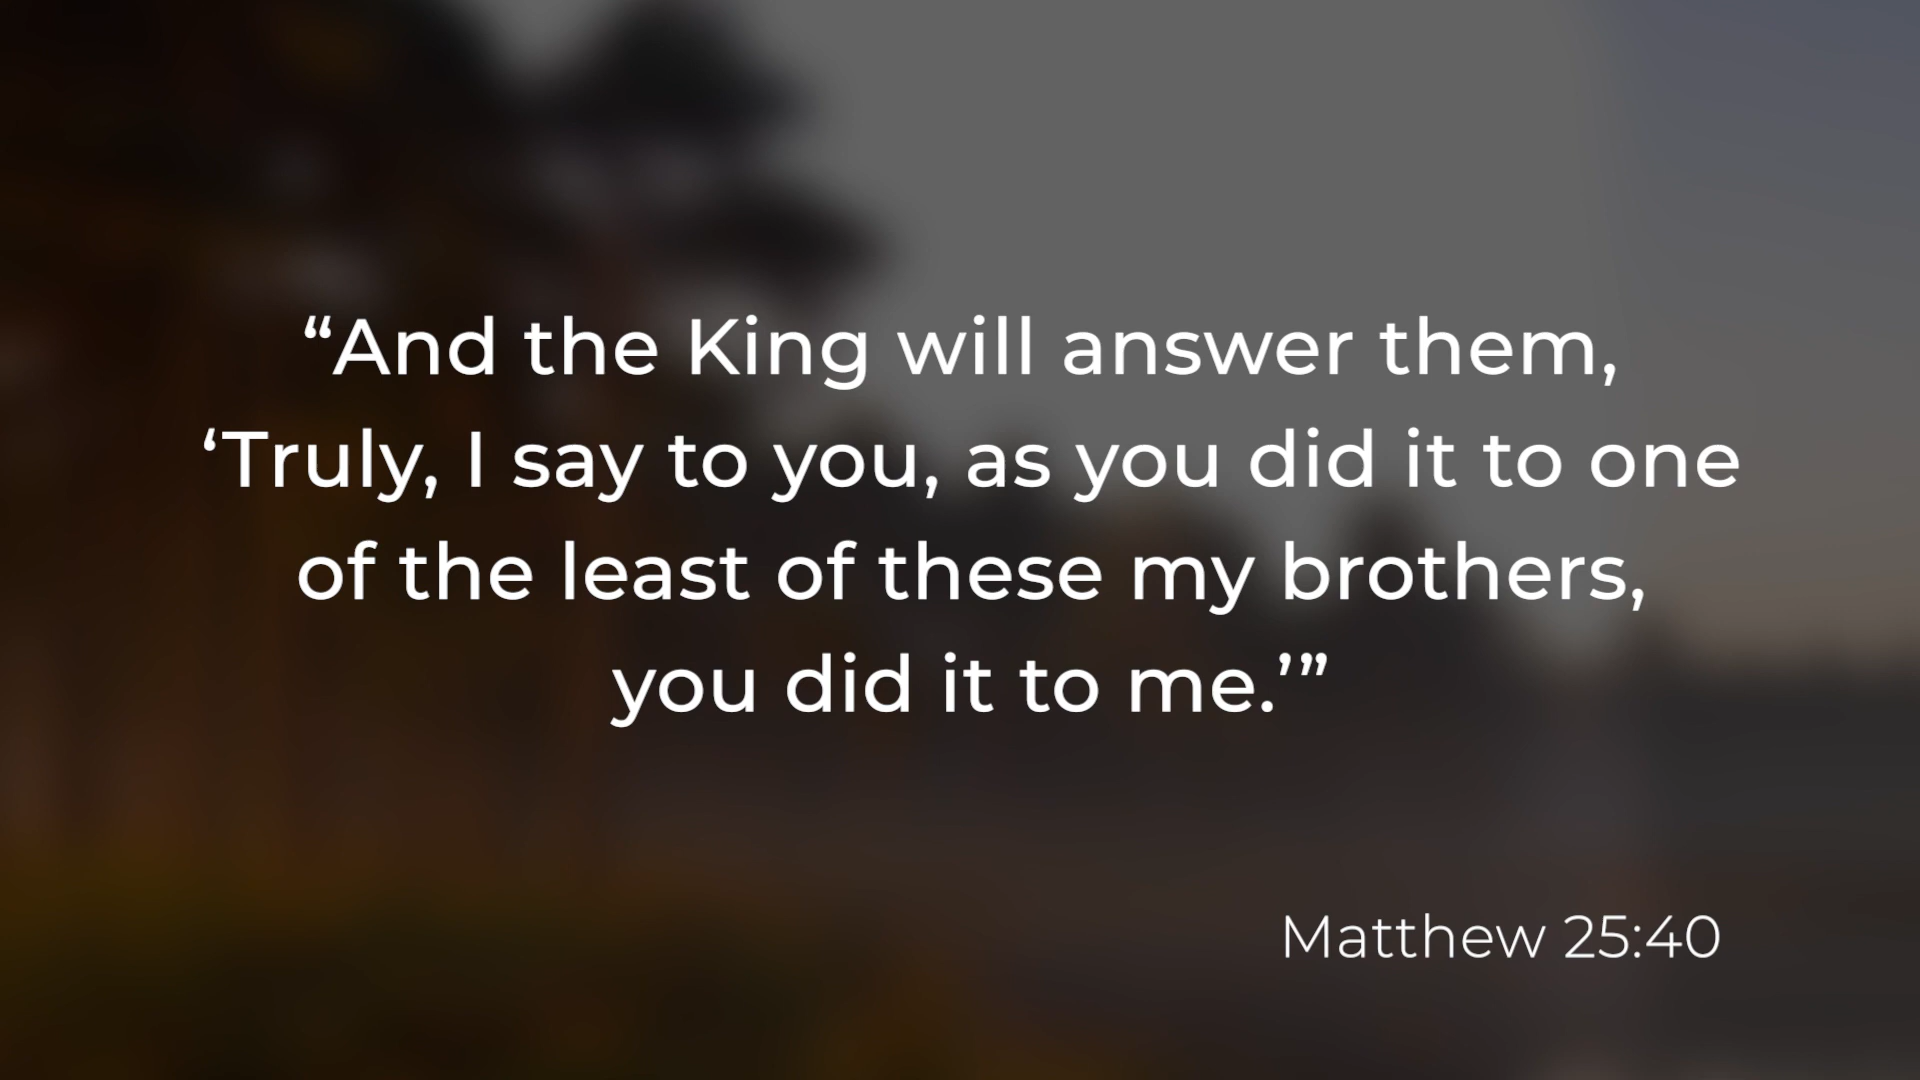 “And the King will answer them,
‘Truly, I say to you, as you did it to one
of the least of these my brothers,
you did it to me.’”
Matthew 25:40